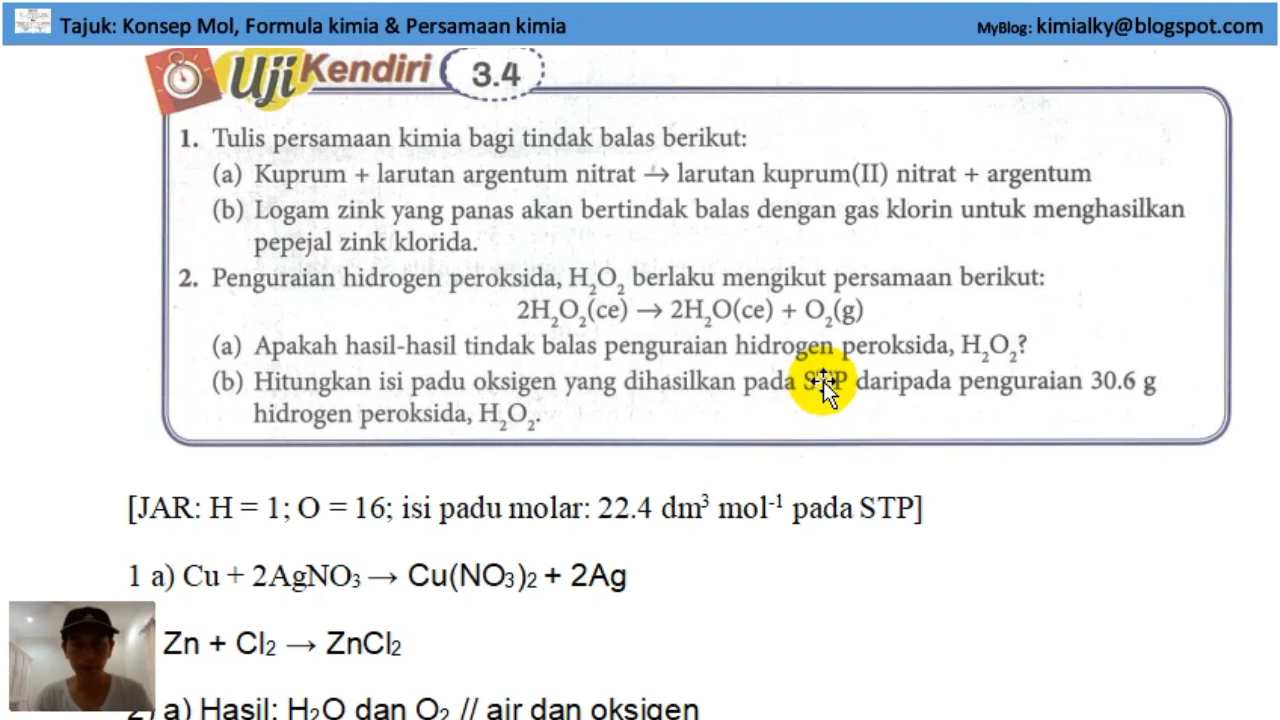 Tajuk: Konsep Mol, Formula kimia & Persamaan kimia
MyBlog: kimialky@blogspot.com
Uji Kendiri 3.4
1. Tulis persamaan kimia bagi tindak balas berikut:
(a) Kuprum + larutan argentum nitrat → larutan kuprum(II) nitrat + argentum
(b) Logam zink yang panas akan bertindak balas dengan gas klorin untuk menghasilkan
pepejal zink klorida.
2. Penguraian hidrogen peroksida, H₂O₂ berlaku mengikut persamaan berikut:
2H₂O₂(ce) → 2H₂O(ce) + O₂(g)
(a) Apakah hasil-hasil tindak balas penguraian hidrogen peroksida, H₂O₂?
(b) Hitungkan isi padu oksigen yang dihasilkan pada STP daripada penguraian 30.6 g
hidrogen peroksida, H₂O₂.
[JAR: H = 1; O = 16; isi padu molar: 22.4 dm³ mol⁻¹ pada STP]
1 a) Cu + 2AgNO₃ → Cu(NO₃)₂ + 2Ag
Zn + Cl₂ → ZnCl₂
2) a) Hasil: H₂O dan O₂ // air dan oksigen